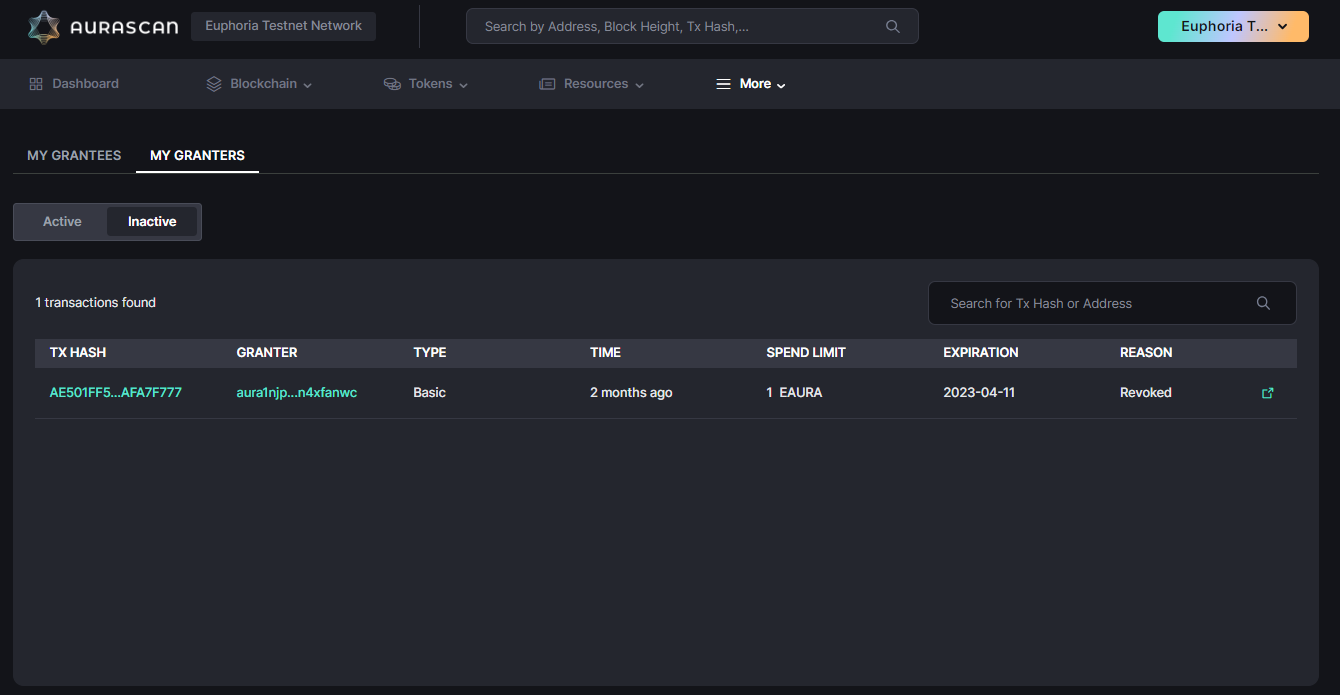 AURASCAN Euphoria Testnet Network Search by Address, Block Height, Tx Hash,... Euphoria T...
Dashboard Blockchain Tokens Resources More
MY GRANTEES MY GRANTERS
Active Inactive
1 transactions found Search for Tx Hash or Address
TX HASH GRANTER TYPE TIME SPEND LIMIT EXPIRATION REASON
AE501FF5...AFA7F777 aura1njp...n4xfanwc Basic 2 months ago 1 EAURA 2023-04-11 Revoked